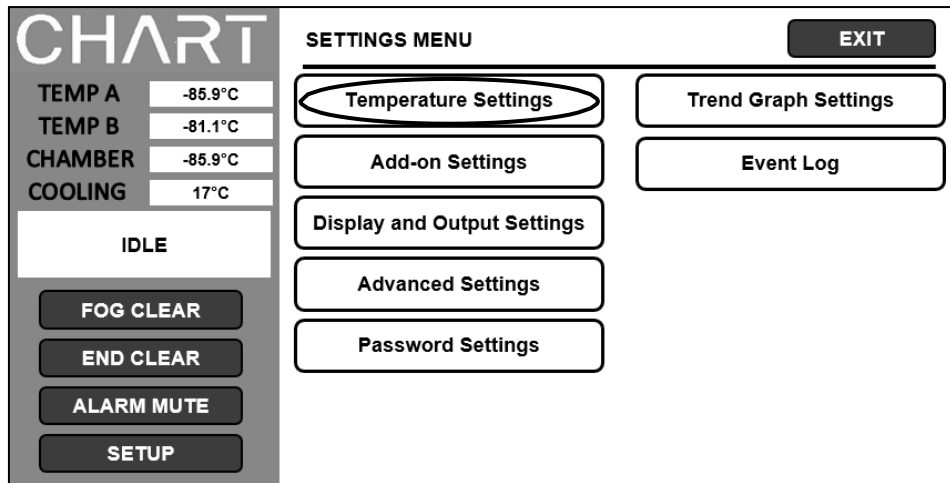 CHART
TEMP A -85.9°C
TEMP B -81.1°C
CHAMBER -85.9°C
COOLING 17°C
IDLE
FOG CLEAR
END CLEAR
ALARM MUTE
SETUP
SETTINGS MENU EXIT
Temperature Settings
Add-on Settings
Display and Output Settings
Advanced Settings
Password Settings
Trend Graph Settings
Event Log